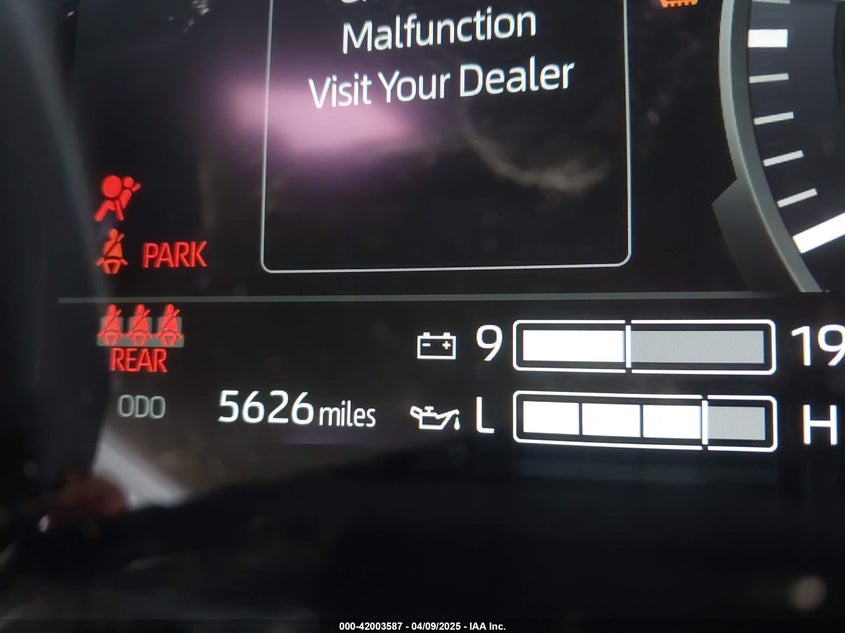 Malfunction
Visit Your Dealer
PARK
REAR
9
19
ODO
5626 miles
L
H
000-42003587 - 04/09/2025 - IAA Inc.